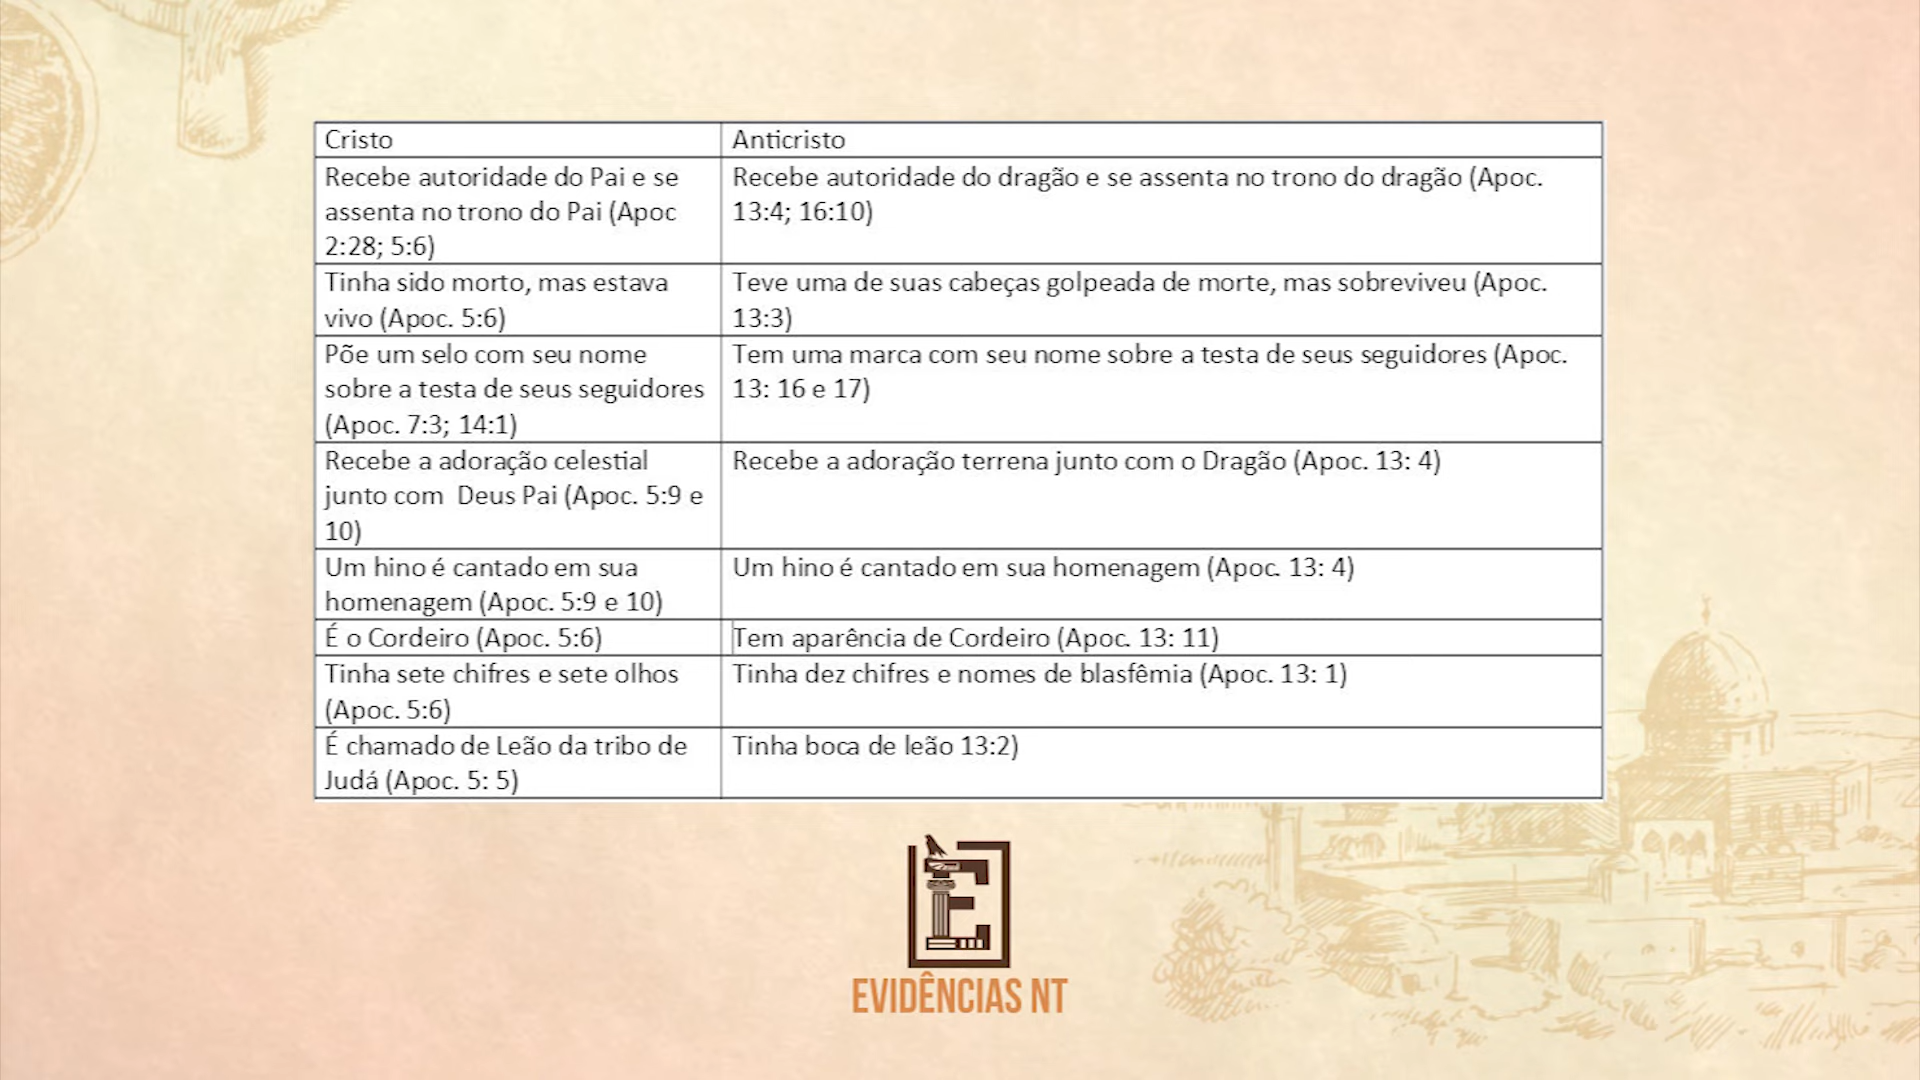 Cristo
Anticristo
Recebe autoridade do Pai e se
assenta no trono do Pai (Apoc
2:28; 5:6)
Recebe autoridade do dragão e se assenta no trono do dragão (Apoc.
13:4; 16:10)
Tinha sido morto, mas estava
vivo (Apoc. 5:6)
Teve uma de suas cabeças golpeada de morte, mas sobreviveu (Apoc.
13:3)
Põe um selo com seu nome
sobre a testa de seus seguidores
(Apoc. 7:3; 14:1)
Tem uma marca com seu nome sobre a testa de seus seguidores (Apoc.
13: 16 e 17)
Recebe a adoração celestial
junto com  Deus Pai (Apoc. 5:9 e
10)
Recebe a adoração terrena junto com o Dragão (Apoc. 13: 4)
Um hino é cantado em sua
homenagem (Apoc. 5:9 e 10)
Um hino é cantado em sua homenagem (Apoc. 13: 4)
É o Cordeiro (Apoc. 5:6)
Tem aparência de Cordeiro (Apoc. 13: 11)
Tinha sete chifres e sete olhos
(Apoc. 5:6)
Tinha dez chifres e nomes de blasfêmia (Apoc. 13: 1)
É chamado de Leão da tribo de
Judá (Apoc. 5: 5)
Tinha boca de leão 13:2)
EVIDÊNCIAS NT